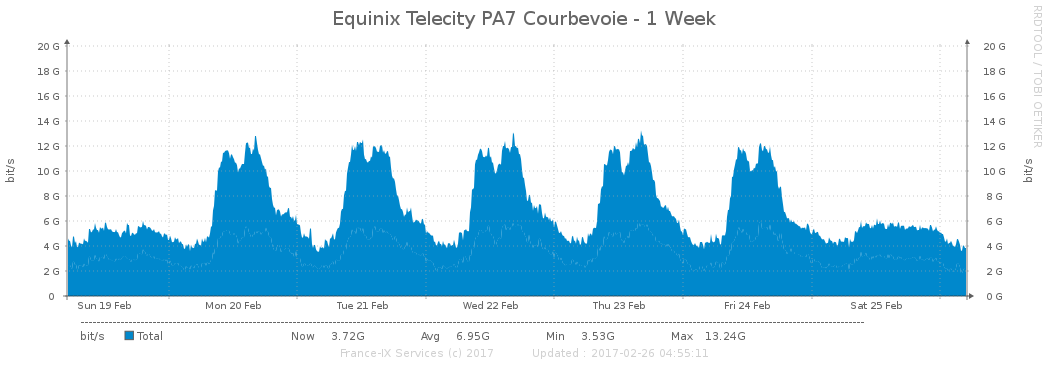 Equinix Telecity PA7 Courbevoie - 1 Week
RRDTOOL / TOBI OETIKER
bit/s
20 G 20 G
18 G 18 G
16 G 16 G
14 G 14 G
12 G 12 G
10 G 10 G
8 G 8 G
6 G 6 G
4 G 4 G
2 G 2 G
0 0 G
bit/s
Sun 19 Feb Mon 20 Feb Tue 21 Feb Wed 22 Feb Thu 23 Feb Fri 24 Feb Sat 25 Feb
bit/s Total Now 3.72G Avg 6.95G Min 3.53G Max 13.24G
France-IX Services (c) 2017 Updated : 2017-02-26 04:55:11